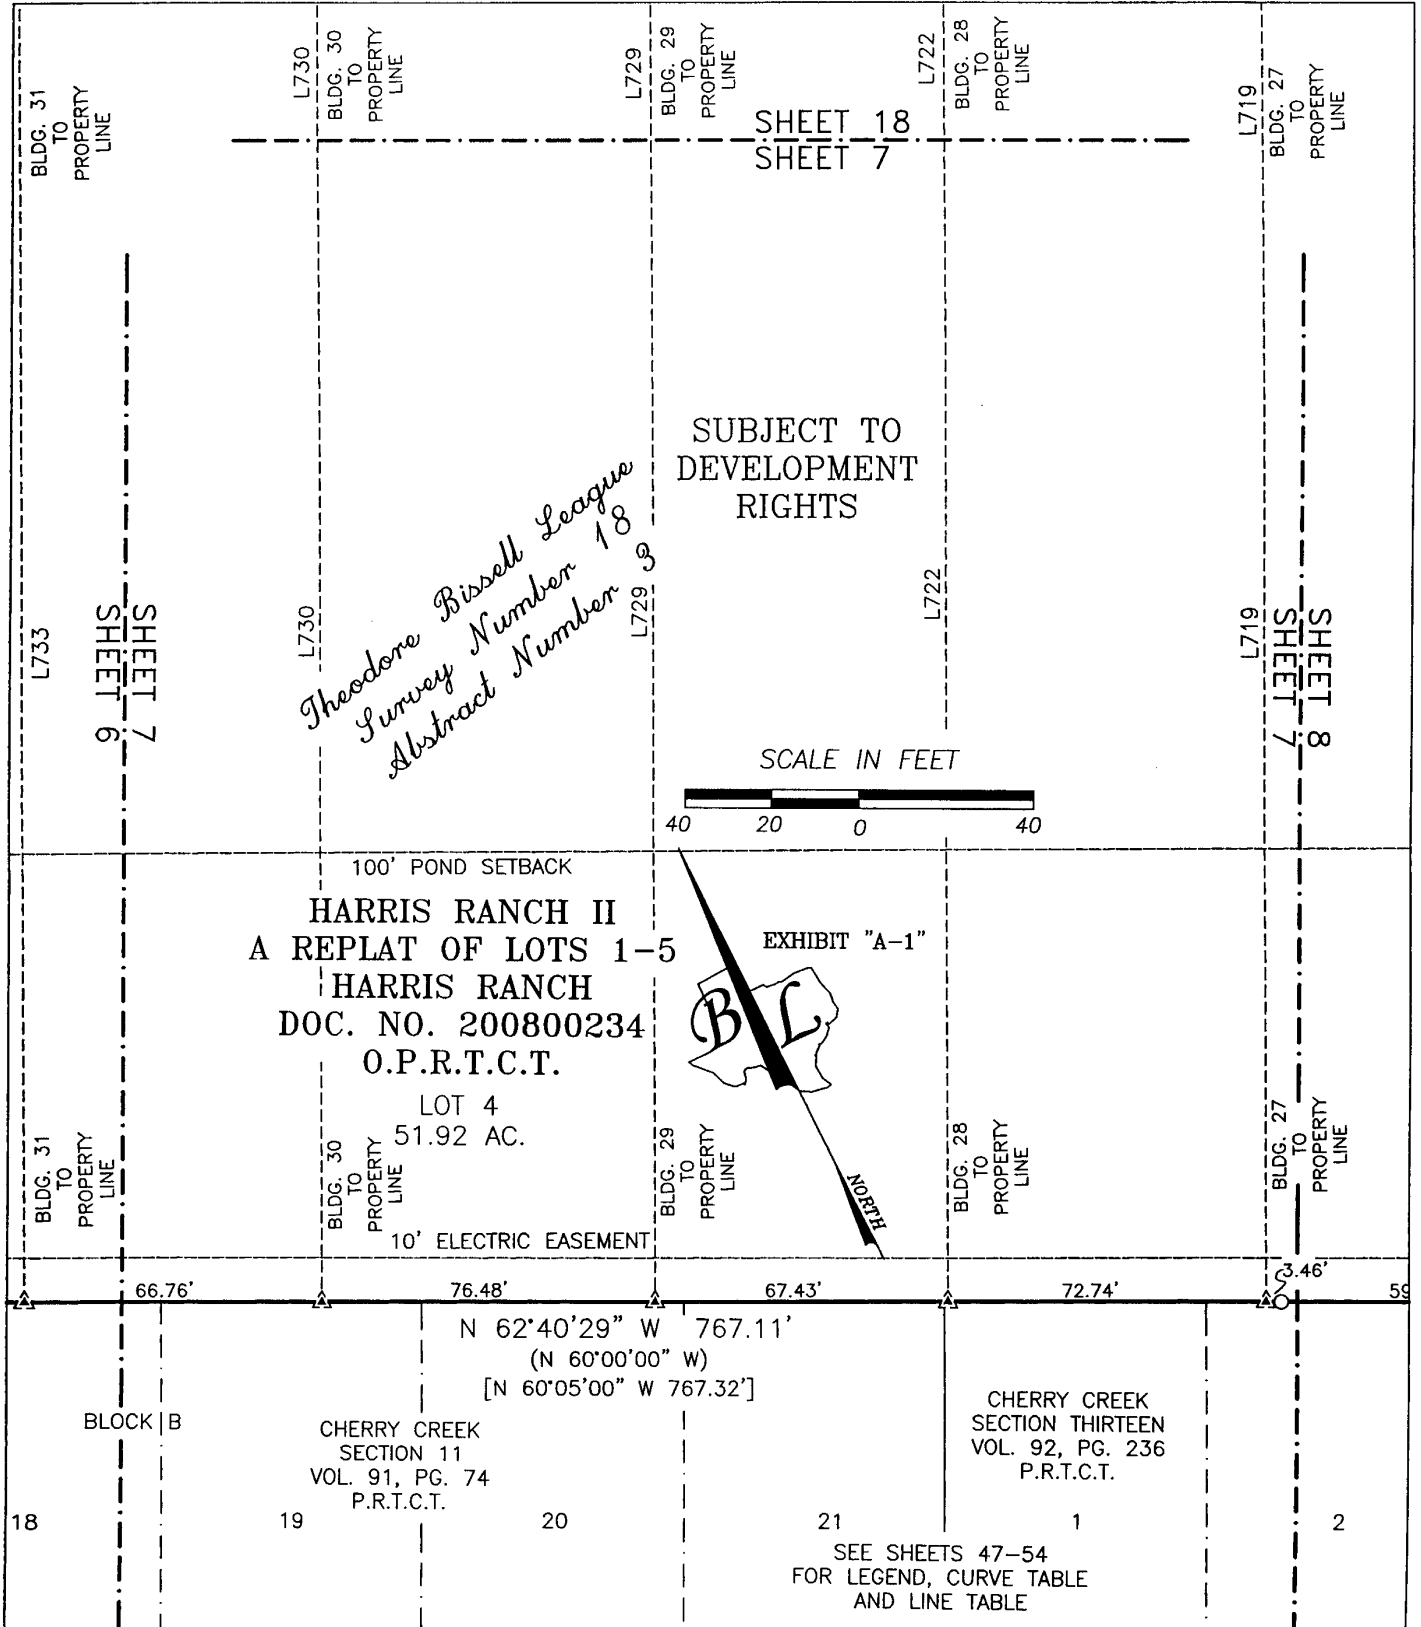 L730
L729
L722
L719
BLDG. 31
TO
PROPERTY
LINE
BLDG. 30
TO
PROPERTY
LINE
BLDG. 29
TO
PROPERTY
LINE
BLDG. 28
TO
PROPERTY
LINE
BLDG. 27
TO
PROPERTY
LINE
SHEET 18
SHEET 7
SUBJECT TO
DEVELOPMENT
RIGHTS
Theodore Bissell League
Survey Number 18
Abstract Number 3
L733
SHEET 7
SHEET 6
L730
L729
L722
L719
SHEET 8
SHEET 7
SCALE IN FEET
40 20 0 40
100' POND SETBACK
HARRIS RANCH II
A REPLAT OF LOTS 1-5
HARRIS RANCH
DOC. NO. 200800234
O.P.R.T.C.T.
LOT 4
51.92 AC.
EXHIBIT "A-1"
B L
NORTH
BLDG. 31
TO
PROPERTY
LINE
BLDG. 30
TO
PROPERTY
LINE
BLDG. 29
TO
PROPERTY
LINE
BLDG. 28
TO
PROPERTY
LINE
BLDG. 27
TO
PROPERTY
LINE
10' ELECTRIC EASEMENT
66.76' 76.48' 67.43' 72.74' 3.46' 59
N 62°40'29" W 767.11'
(N 60°00'00" W)
[N 60°05'00" W 767.32']
BLOCK B
CHERRY CREEK
SECTION 11
VOL. 91, PG. 74
P.R.T.C.T.
CHERRY CREEK
SECTION THIRTEEN
VOL. 92, PG. 236
P.R.T.C.T.
18 19 20 21 1 2
SEE SHEETS 47-54
FOR LEGEND, CURVE TABLE
AND LINE TABLE